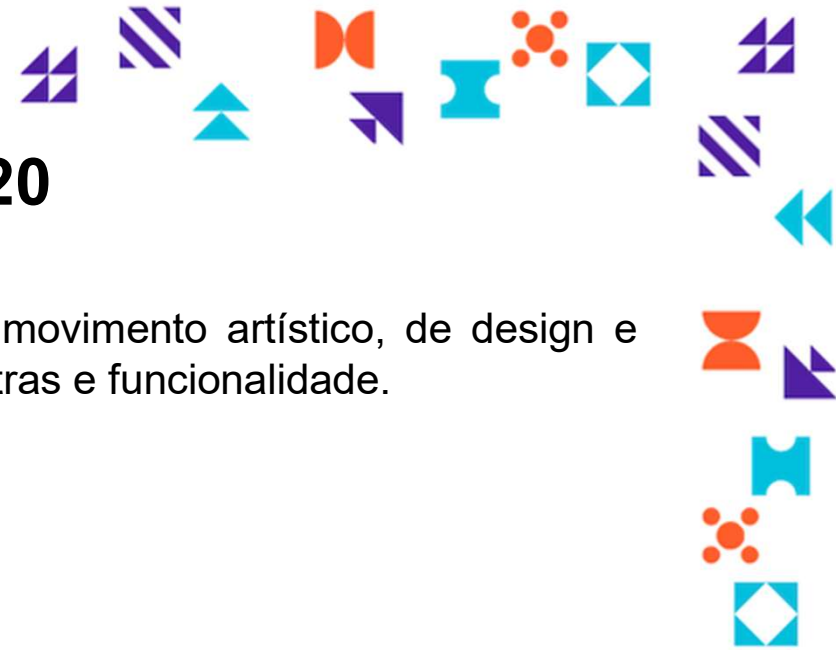 20
movimento artístico, de design e
tras e funcionalidade.